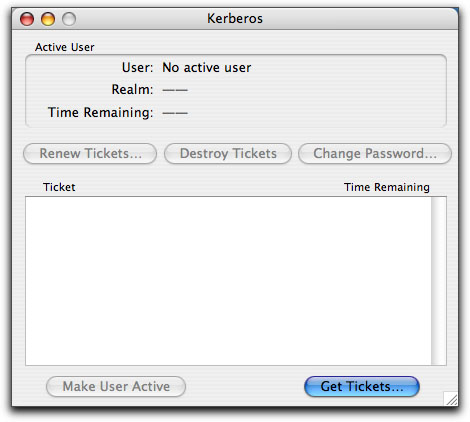 Kerberos
Active User
User: No active user
Realm: ——
Time Remaining: ——
Renew Tickets... Destroy Tickets Change Password...
Ticket Time Remaining
Make User Active Get Tickets...